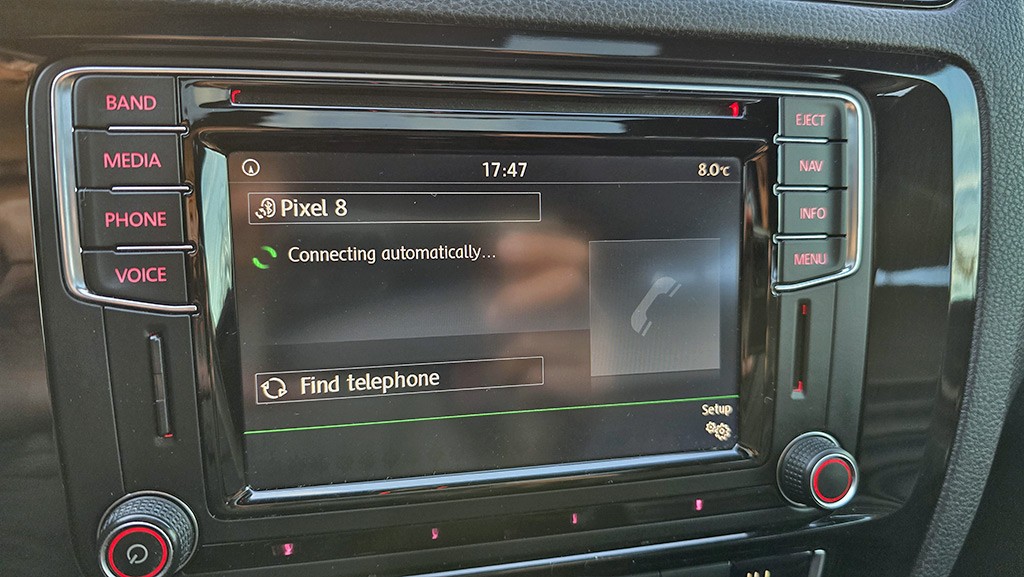 BAND
MEDIA
PHONE
VOICE
17:47
8.0°C
Pixel 8
Connecting automatically...
Find telephone
Setup
EJECT
NAV
INFO
MENU